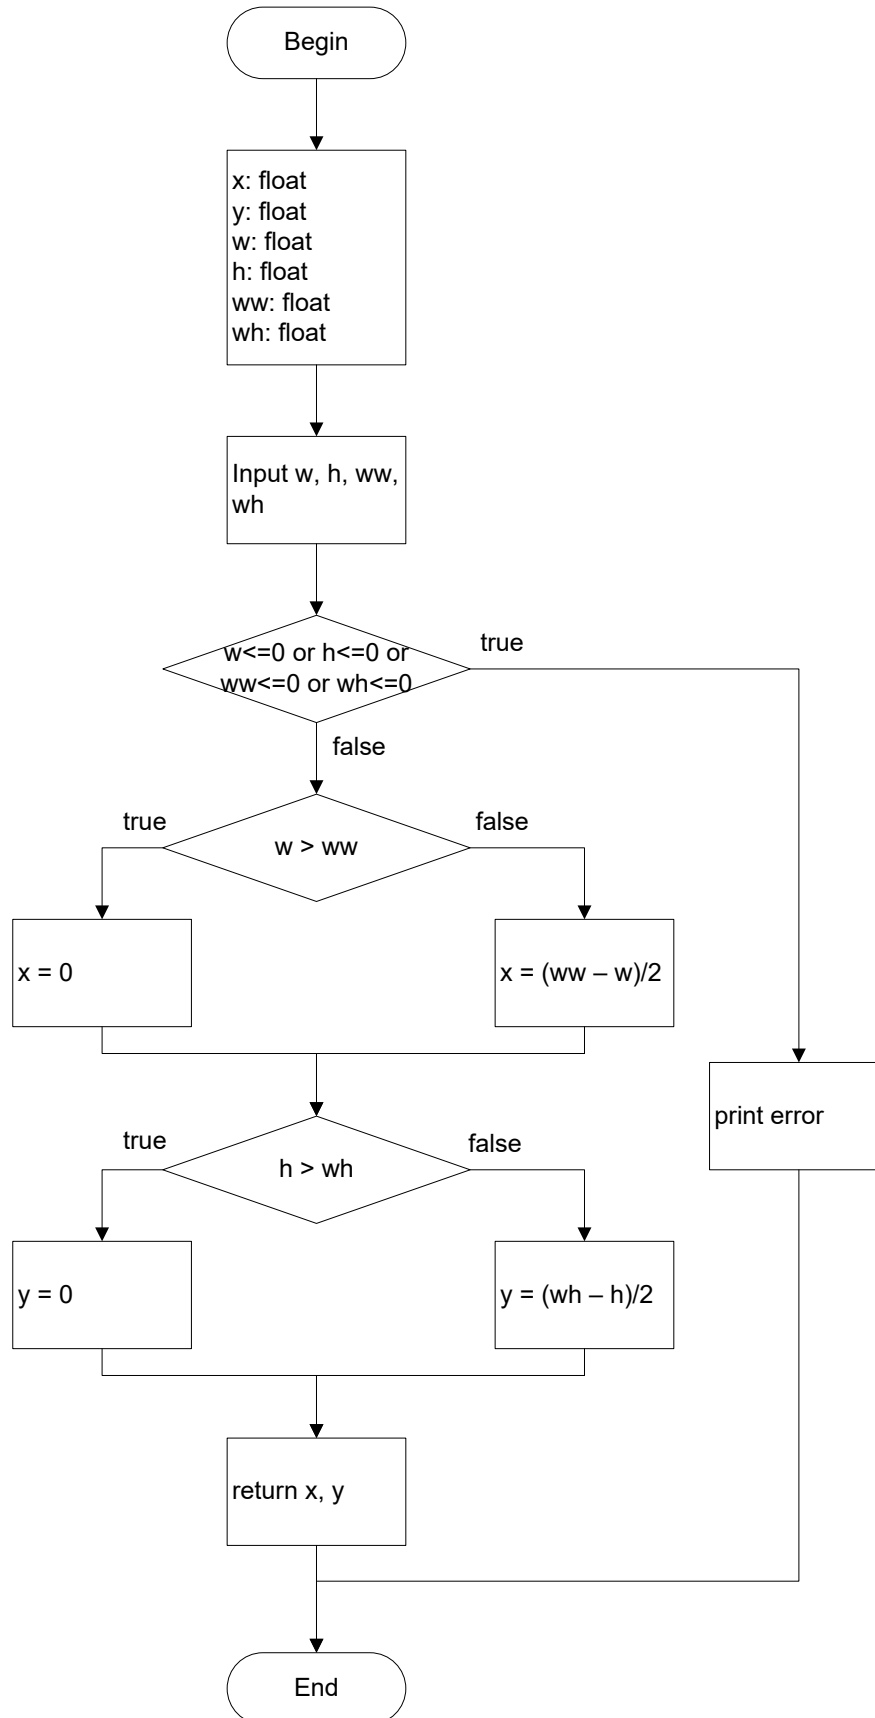 Begin
x: float
y: float
w: float
h: float
ww: float
wh: float
Input w, h, ww,
wh
w<=0 or h<=0 or
ww<=0 or wh<=0
true
false
true
w > ww
false
x = 0
x = (ww – w)/2
print error
true
h > wh
false
y = 0
y = (wh – h)/2
return x, y
End